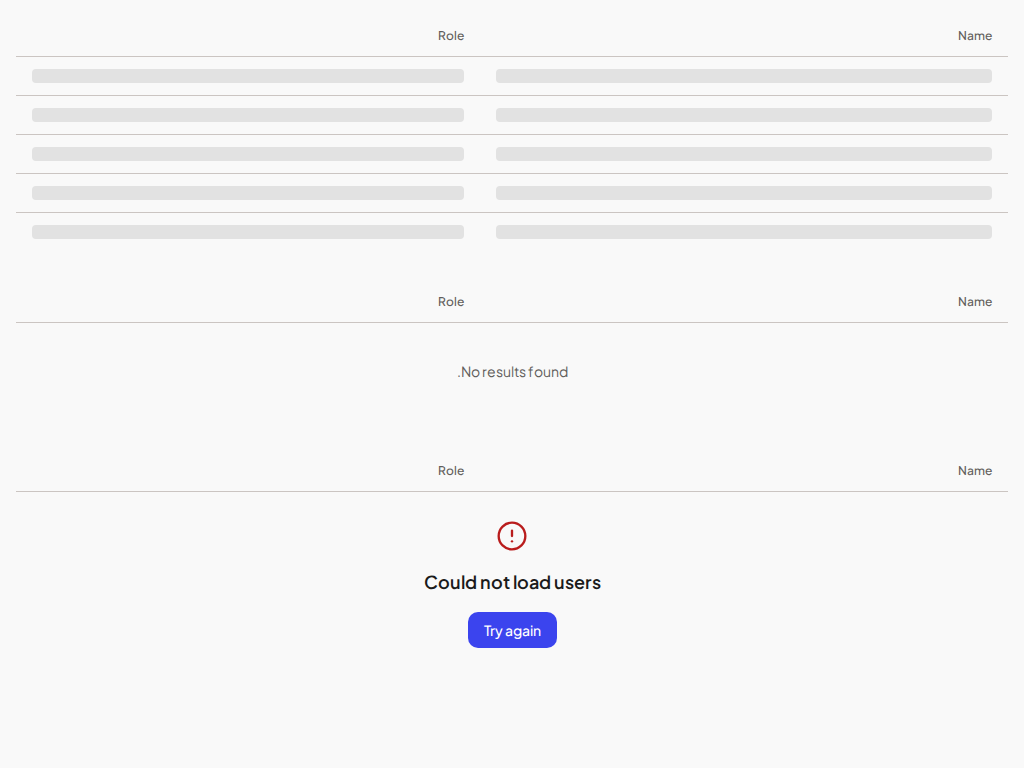 Role Name
Role Name
.No results found
Role Name
Could not load users
Try again